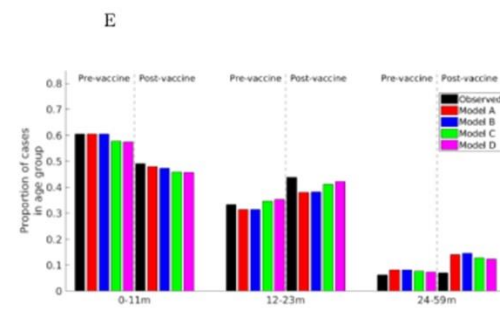 E
Pre-vaccine Post-vaccine Pre-vaccine Post-vaccine Pre-vaccine Post-vaccine
Observed
Model A
Model B
Model C
Model D
Proportion of cases
in age group
0.8
0.7
0.6
0.5
0.4
0.3
0.2
0.1
0
0-11m 12-23m 24-59m